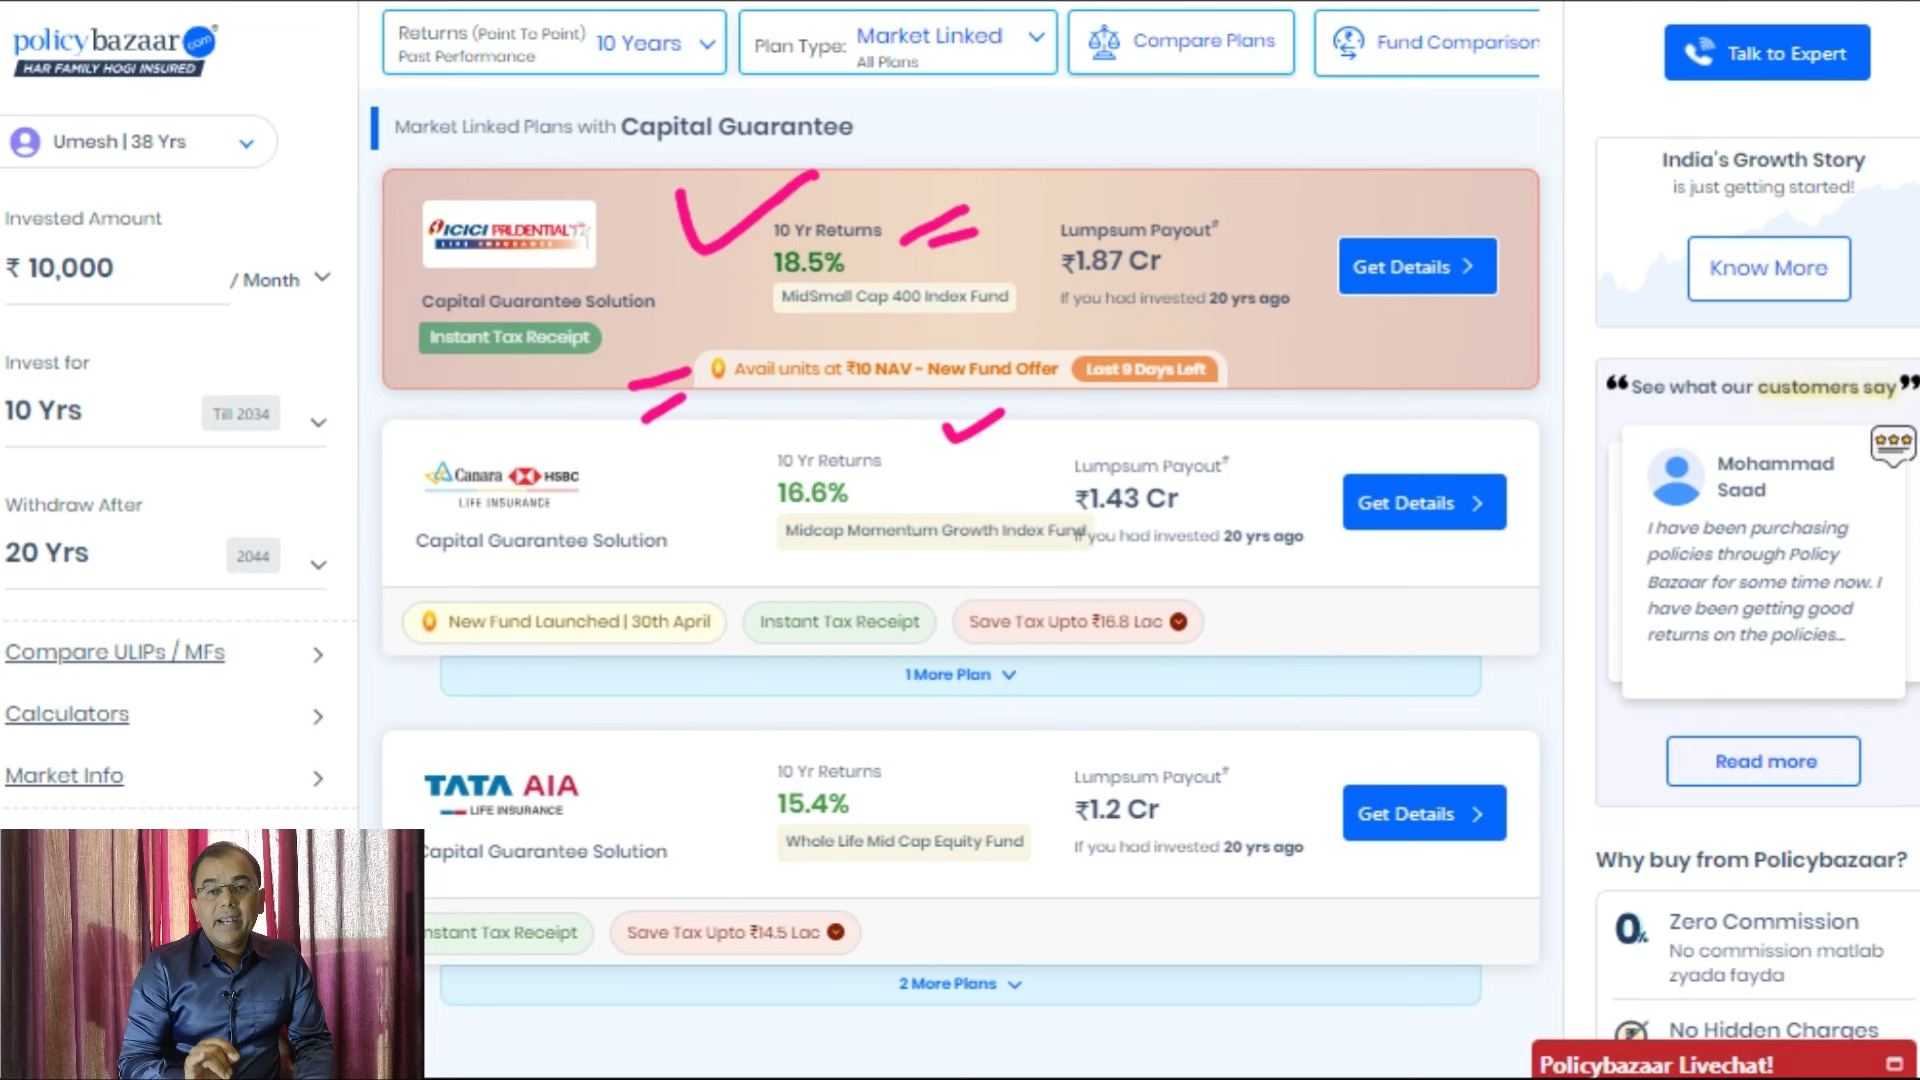 policybazaar.com
HAR FAMILY HOGI INSURED
Umesh | 38 Yrs
Invested Amount
₹ 10,000
/ Month
Invest for
10 Yrs
Till 2034
Withdraw After
20 Yrs
2044
Compare ULIPs / MFs
Calculators
Market Info
Returns (Point To Point)
Past Performance
10 Years
Plan Type:
Market Linked
All Plans
Compare Plans
Fund Comparison
Market Linked Plans with Capital Guarantee
ICICI PRUDENTIAL
LIFE INSURANCE
Capital Guarantee Solution
Instant Tax Receipt
10 Yr Returns
18.5%
MidSmall Cap 400 Index Fund
Lumpsum Payout#
₹1.87 Cr
If you had invested 20 yrs ago
Get Details
Avail units at ₹10 NAV - New Fund Offer
Last 9 Days Left
Canara HSBC
LIFE INSURANCE
Capital Guarantee Solution
10 Yr Returns
16.6%
Midcap Momentum Growth Index Fund
Lumpsum Payout#
₹1.43 Cr
If you had invested 20 yrs ago
Get Details
New Fund Launched | 30th April
Instant Tax Receipt
Save Tax Upto ₹16.8 Lac
1 More Plan
TATA AIA
LIFE INSURANCE
Capital Guarantee Solution
10 Yr Returns
15.4%
Whole Life Mid Cap Equity Fund
Lumpsum Payout#
₹1.2 Cr
If you had invested 20 yrs ago
Get Details
nstant Tax Receipt
Save Tax Upto ₹14.5 Lac
2 More Plans
Talk to Expert
India's Growth Story
is just getting started!
Know More
“See what our customers say”
Mohammad
Saad
I have been purchasing
policies through Policy
Bazaar for some time now. I
have been getting good
returns on the policies...
Read more
Why buy from Policybazaar?
0%
Zero Commission
No commission matlab
zyada fayda
No Hidden Charges
Policybazaar Livechat!